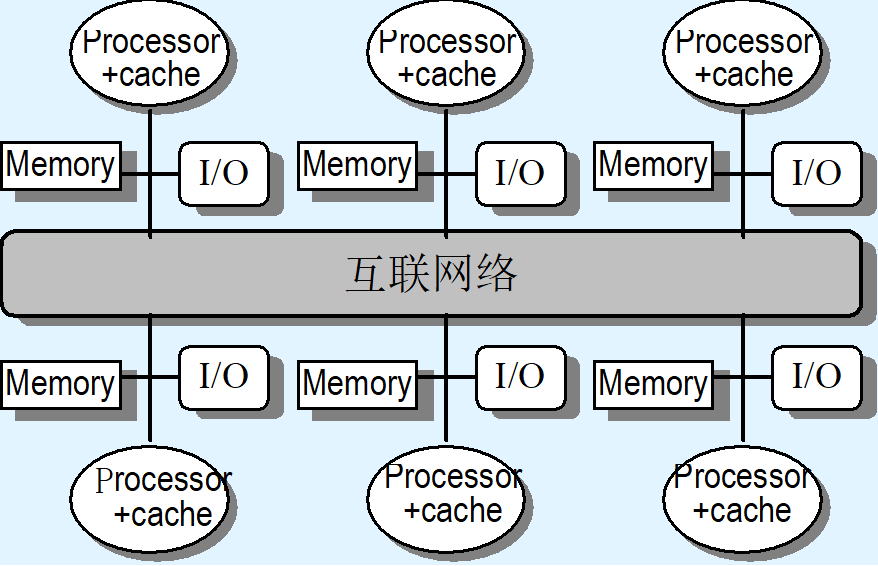 Processor
+cache
Processor
+cache
Processor
+cache
Memory
I/O
Memory
I/O
Memory
I/O
互联网络
Memory
I/O
Memory
I/O
Memory
I/O
Processor
+cache
Processor
+cache
Processor
+cache